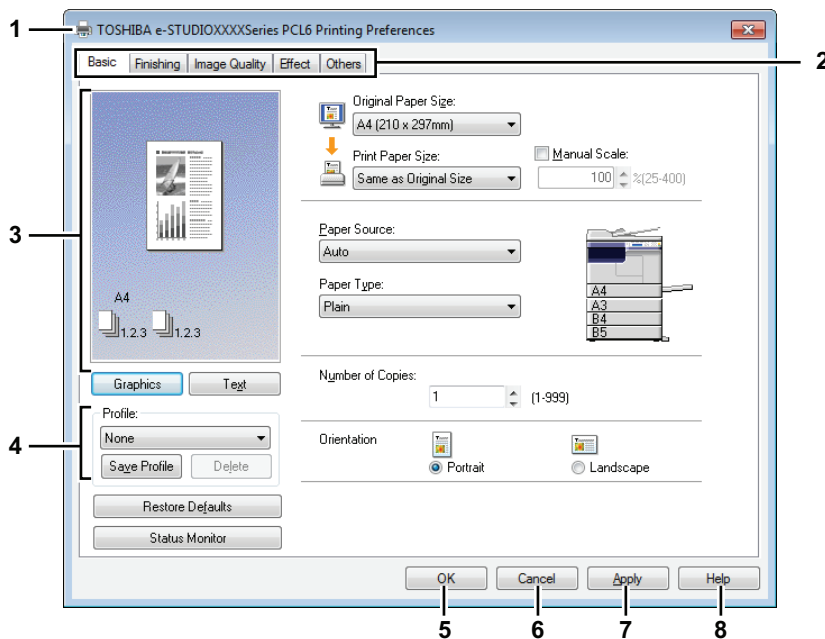 1
TOSHIBA e-STUDIOXXXXSeries PCL6 Printing Preferences
2
Basic Finishing Image Quality Effect Others
3
A4
1.2.3 1.2.3
Graphics Text
4
Profile:
None
Save Profile Delete
Restore Defaults
Status Monitor
Original Paper Size:
A4 (210 x 297mm)
Print Paper Size:
Same as Original Size
Manual Scale:
100 %(25-400)
Paper Source:
Auto
Paper Type:
Plain
A4
A3
B4
B5
Number of Copies:
1 (1-999)
Orientation
Portrait Landscape
OK Cancel Apply Help
5 6 7 8